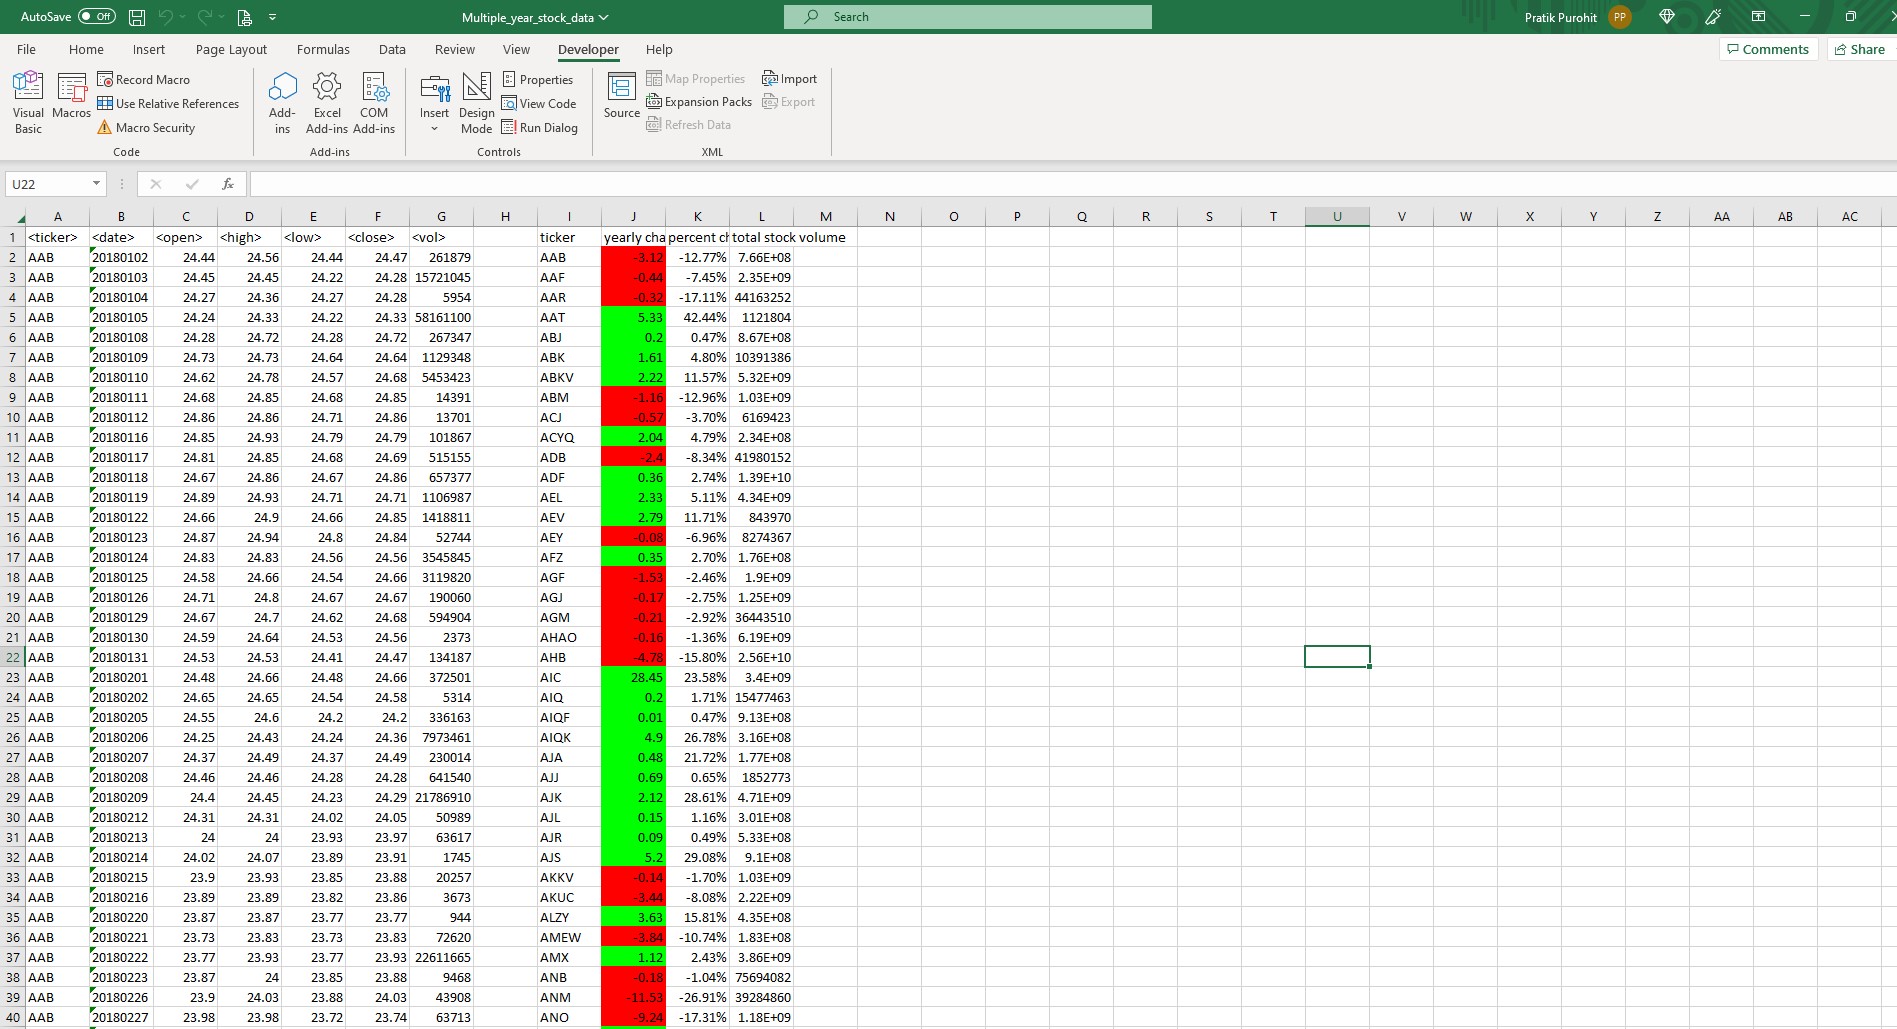 AutoSave Off Multiple_year_stock_data Search Pratik Purohit PP
File Home Insert Page Layout Formulas Data Review View Developer Help Comments Share
Visual Basic
Macros
Record Macro
Use Relative References
Macro Security
Code
Add-ins
Excel Add-ins
COM Add-ins
Add-ins
Insert
Design Mode
Properties
View Code
Run Dialog
Controls
Source
Map Properties
Expansion Packs
Refresh Data
Import
Export
XML
U22 fx
A B C D E F G H I J K L M N O P Q R S T U V W X Y Z AA AB AC
1 <ticker> <date> <open> <high> <low> <close> <vol> ticker yearly cha percent ch total stock volume
2 AAB 20180102 24.44 24.56 24.44 24.47 261879 AAB -3.12 -12.77% 7.66E+08
3 AAB 20180103 24.45 24.45 24.22 24.28 15721045 AAF -0.44 -7.45% 2.35E+09
4 AAB 20180104 24.27 24.36 24.27 24.28 5954 AAR -0.32 -17.11% 44163252
5 AAB 20180105 24.24 24.33 24.22 24.33 58161100 AAT 5.33 42.44% 1121804
6 AAB 20180108 24.28 24.72 24.28 24.72 267347 ABJ 0.2 0.47% 8.67E+08
7 AAB 20180109 24.73 24.73 24.64 24.64 1129348 ABK 1.61 4.80% 10391386
8 AAB 20180110 24.62 24.78 24.57 24.68 5453423 ABKV 2.22 11.57% 5.32E+09
9 AAB 20180111 24.68 24.85 24.68 24.85 14391 ABM -1.16 -12.96% 1.03E+09
10 AAB 20180112 24.86 24.86 24.71 24.86 13701 ACJ -0.57 -3.70% 6169423
11 AAB 20180116 24.85 24.93 24.79 24.79 101867 ACYQ 2.04 4.79% 2.34E+08
12 AAB 20180117 24.81 24.85 24.68 24.69 515155 ADB -2.4 -8.34% 41980152
13 AAB 20180118 24.67 24.86 24.67 24.86 657377 ADF 0.36 2.74% 1.39E+10
14 AAB 20180119 24.89 24.93 24.71 24.71 1106987 AEL 2.33 5.11% 4.34E+09
15 AAB 20180122 24.66 24.9 24.66 24.85 1418811 AEV 2.79 11.71% 843970
16 AAB 20180123 24.87 24.94 24.8 24.84 52744 AEY -0.08 -6.96% 8274367
17 AAB 20180124 24.83 24.83 24.56 24.56 3545845 AFZ 0.35 2.70% 1.76E+08
18 AAB 20180125 24.58 24.66 24.54 24.66 3119820 AGF -1.53 -2.46% 1.9E+09
19 AAB 20180126 24.71 24.8 24.67 24.67 190060 AGJ -0.17 -2.75% 1.25E+09
20 AAB 20180129 24.67 24.7 24.62 24.68 594904 AGM -0.21 -2.92% 36443510
21 AAB 20180130 24.59 24.64 24.53 24.56 2373 AHAO -0.16 -1.36% 6.19E+09
22 AAB 20180131 24.53 24.53 24.41 24.47 134187 AHB -4.78 -15.80% 2.56E+10
23 AAB 20180201 24.48 24.66 24.48 24.66 372501 AIC 28.45 23.58% 3.4E+09
24 AAB 20180202 24.65 24.65 24.54 24.58 5314 AIQ 0.2 1.71% 15477463
25 AAB 20180205 24.55 24.6 24.2 24.2 336163 AIQF 0.01 0.47% 9.13E+08
26 AAB 20180206 24.25 24.43 24.24 24.36 7973461 AIQK 4.9 26.78% 3.16E+08
27 AAB 20180207 24.37 24.49 24.37 24.49 230014 AJA 0.48 21.72% 1.77E+08
28 AAB 20180208 24.46 24.46 24.28 24.28 641540 AJJ 0.69 0.65% 1852773
29 AAB 20180209 24.4 24.45 24.23 24.29 21786910 AJK 2.12 28.61% 4.71E+09
30 AAB 20180212 24.31 24.31 24.02 24.05 50989 AJL 0.15 1.16% 3.01E+08
31 AAB 20180213 24 24 23.93 23.97 63617 AJR 0.09 0.49% 5.33E+08
32 AAB 20180214 24.02 24.07 23.89 23.91 1745 AJS 5.2 29.08% 9.1E+08
33 AAB 20180215 23.9 23.93 23.85 23.88 20257 AKKV -0.14 -1.70% 1.03E+09
34 AAB 20180216 23.89 23.89 23.82 23.86 3673 AKUC -3.44 -8.08% 2.22E+09
35 AAB 20180220 23.87 23.87 23.77 23.77 944 ALZY 3.63 15.81% 4.35E+08
36 AAB 20180221 23.73 23.83 23.73 23.83 72620 AMEW -3.84 -10.74% 1.83E+08
37 AAB 20180222 23.77 23.93 23.77 23.93 22611665 AMX 1.12 2.43% 3.86E+09
38 AAB 20180223 23.87 24 23.85 23.88 9468 ANB -0.18 -1.04% 75694082
39 AAB 20180226 23.9 24.03 23.88 24.03 43908 ANM -11.53 -26.91% 39284860
40 AAB 20180227 23.98 23.98 23.72 23.74 63713 ANO -9.24 -17.31% 1.18E+09